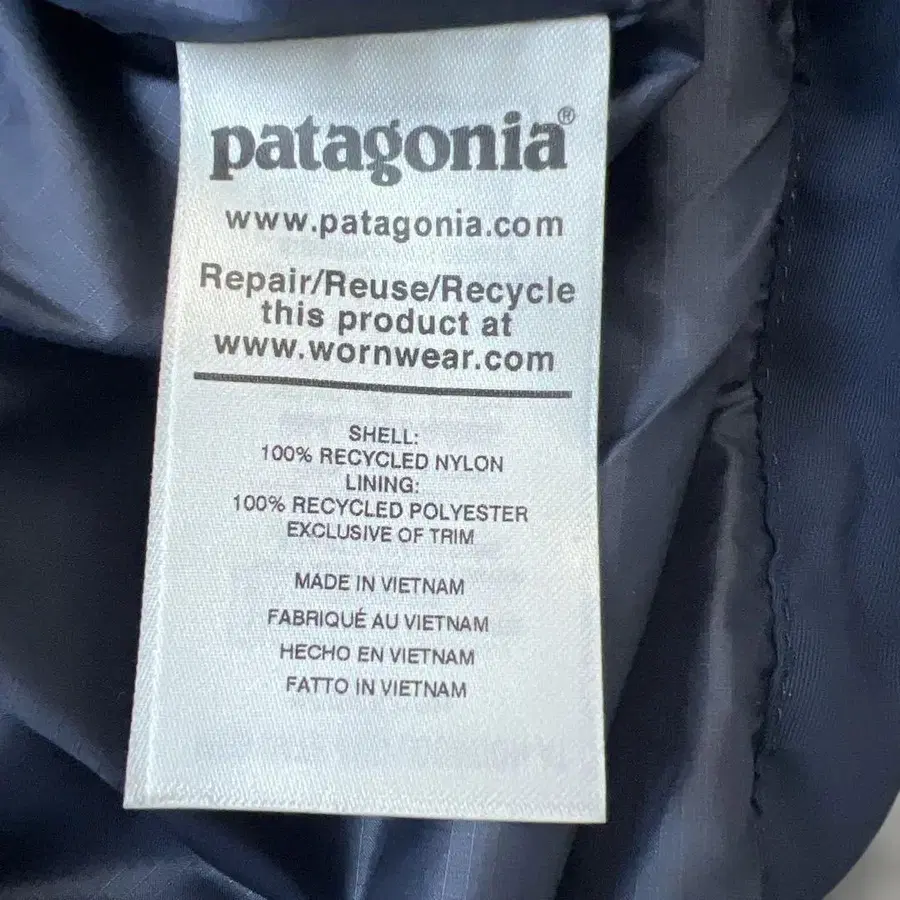 patagonia®
www.patagonia.com
Repair/Reuse/Recycle
this product at
www.wornwear.com
SHELL:
100% RECYCLED NYLON
LINING:
100% RECYCLED POLYESTER
EXCLUSIVE OF TRIM
MADE IN VIETNAM
FABRIQUÉ AU VIETNAM
HECHO EN VIETNAM
FATTO IN VIETNAM